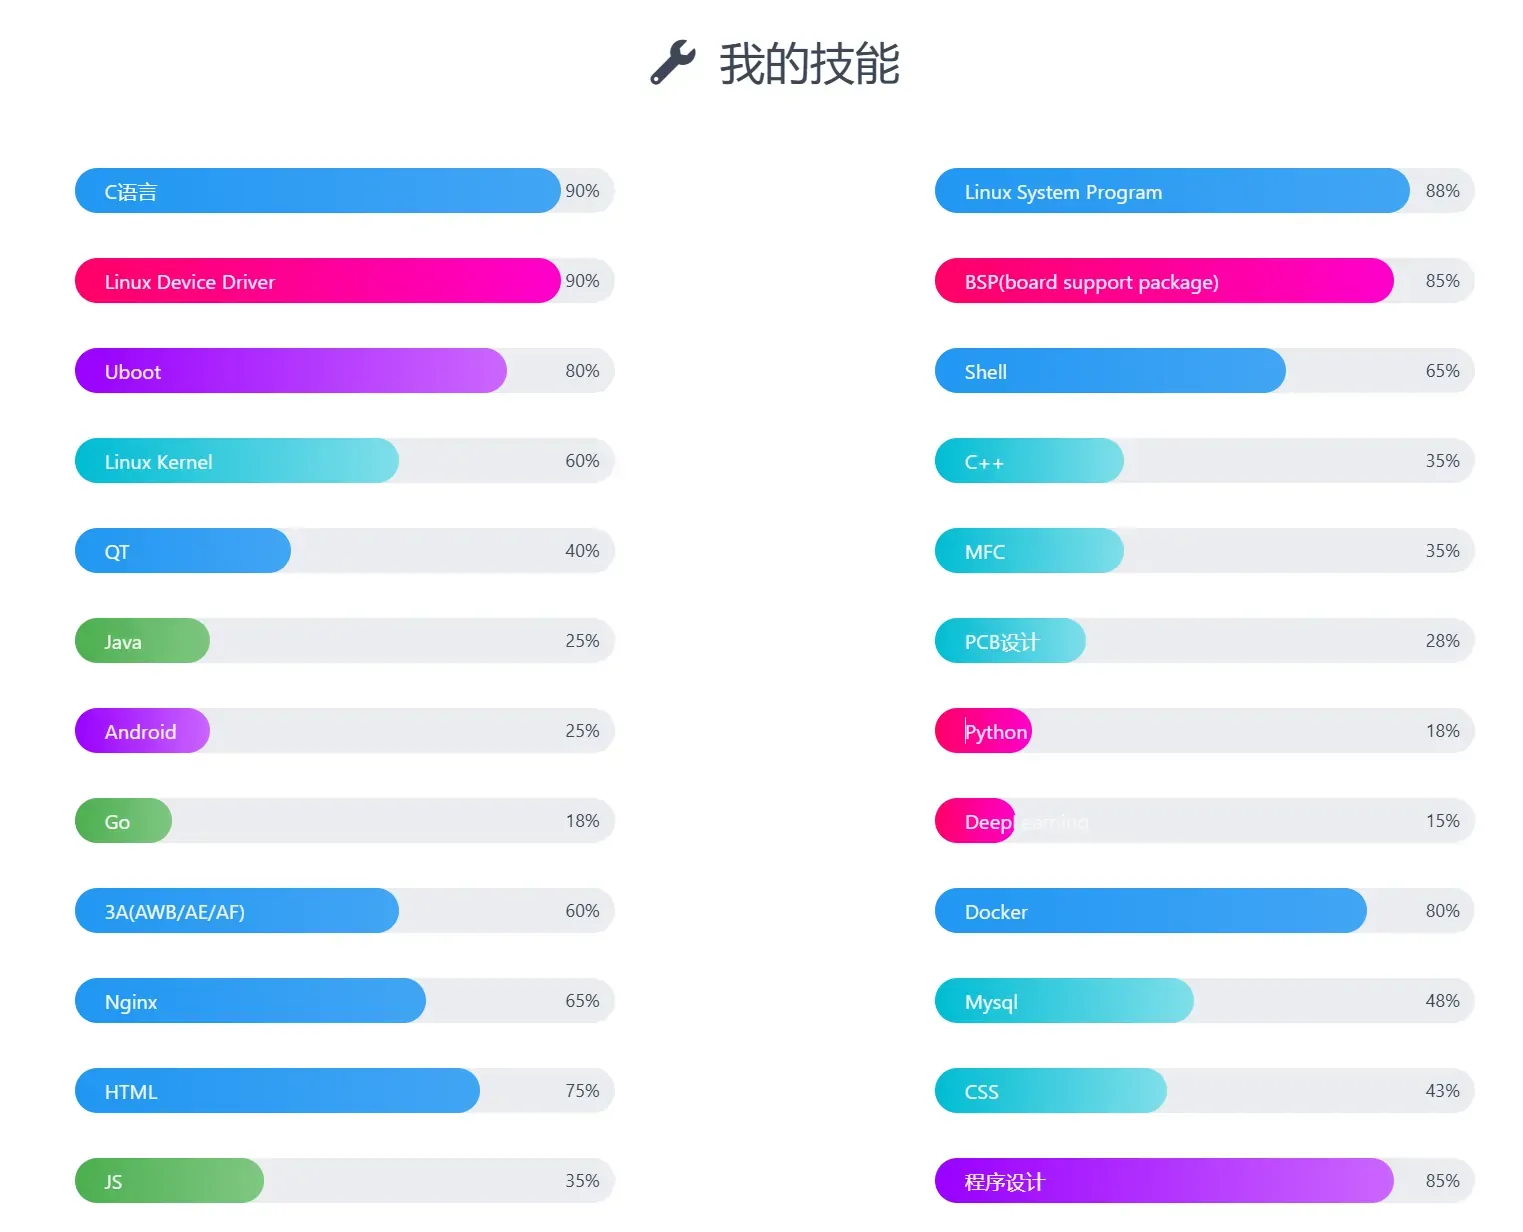 我的技能
C语言 90%
Linux System Program 88%
Linux Device Driver 90%
BSP(board support package) 85%
Uboot 80%
Shell 65%
Linux Kernel 60%
C++ 35%
QT 40%
MFC 35%
Java 25%
PCB设计 28%
Android 25%
Python 18%
Go 18%
DeepLearning 15%
3A(AWB/AE/AF) 60%
Docker 80%
Nginx 65%
Mysql 48%
HTML 75%
CSS 43%
JS 35%
程序设计 85%